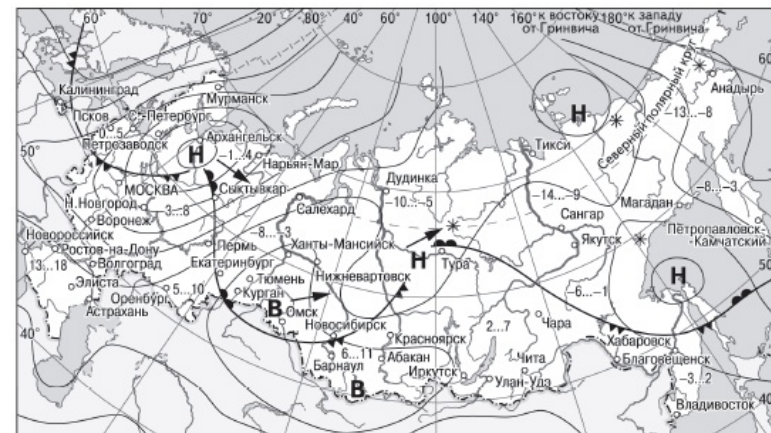 60°
70°
20°
40°
60°
80°
100°
120°
140°
160° к востоку
от Гринвича
180° к западу
от Гринвича
60
Калининград
Мурманск
Северный полярный круг
Анадырь
Псков
С.-Петербург
0...5
Н
−13...−8
Петрозаводск
Архангельск
Н
−1...4
Нарьян-Мар
Тикси
50°
МОСКВА
Сыктывкар
Дудинка
−10...−5
−14...−9
−8...−3
Н.Новгород
3...8
Салехард
Сангар
Магадан
Воронеж
−8...−3
Петропавловск-
Камчатский
Новороссийск
Пермь
Ханты-Мансийск
Якутск
Ростов-на-Дону
Екатеринбург
Н
Тура
Н
13...18
Волгоград
Тюмень
Нижневартовск
−6...−1
Элиста
5...10
Курган
В
Оренбург
Омск
Астрахань
Новосибирск
2...7
Чара
Красноярск
Хабаровск
40°
6...11
Барнаул
Абакан
Чита
Благовещенск
50
Иркутск
Улан-Удэ
−3...2
В
Владивосток
40